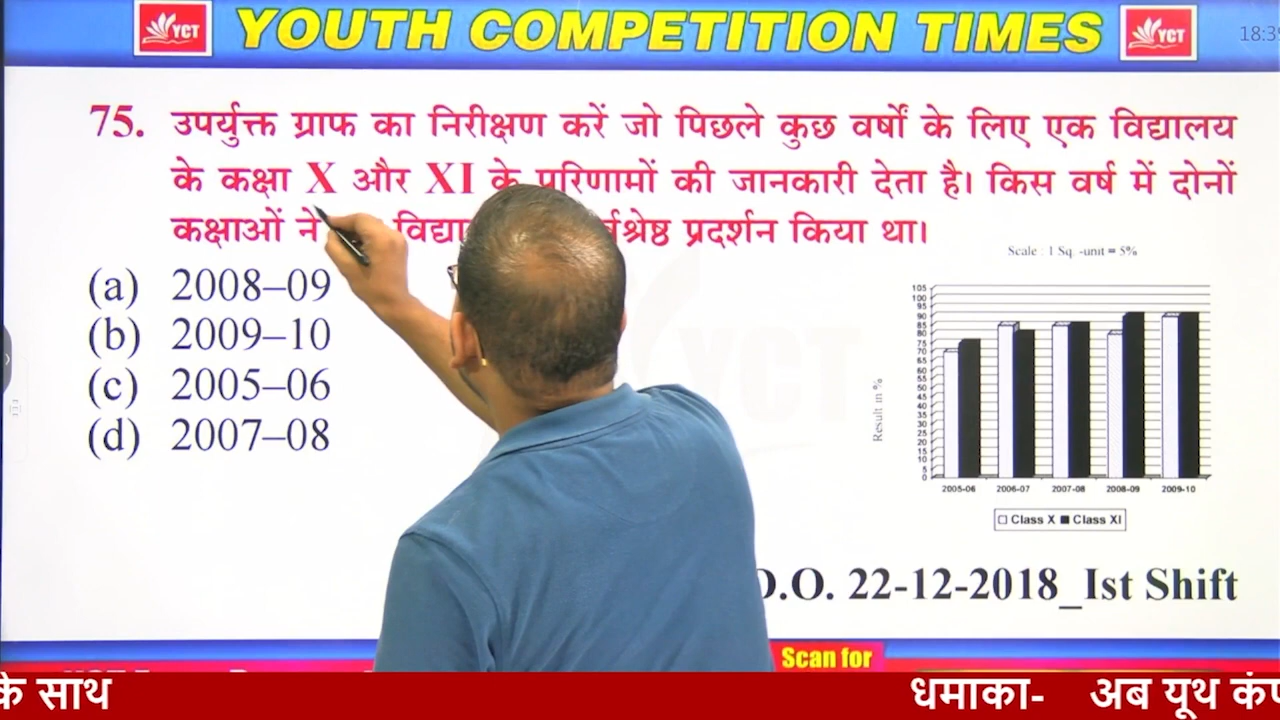 YCT
YOUTH COMPETITION TIMES
YCT
75. उपर्युक्त ग्राफ का निरीक्षण करें जो पिछले कुछ वर्षों के लिए एक विद्यालय
के कक्षा X और XI के परिणामों की जानकारी देता है। किस वर्ष में दोनों
कक्षाओं ने प्रदर्शन किया था।
Scale : 1 Sq. -unit = 5%
(a) 2008–09
(b) 2009–10
(c) 2005–06
(d) 2007–08
YCT
Result in %
105
100
95
90
85
80
75
70
65
60
55
50
45
40
35
30
25
20
15
10
5
0
2005-06 2006-07 2007-08 2008-09 2009-10
Class X Class XI
22-12-2018_Ist Shift
Scan for
के साथ धमाका- अब यूथ